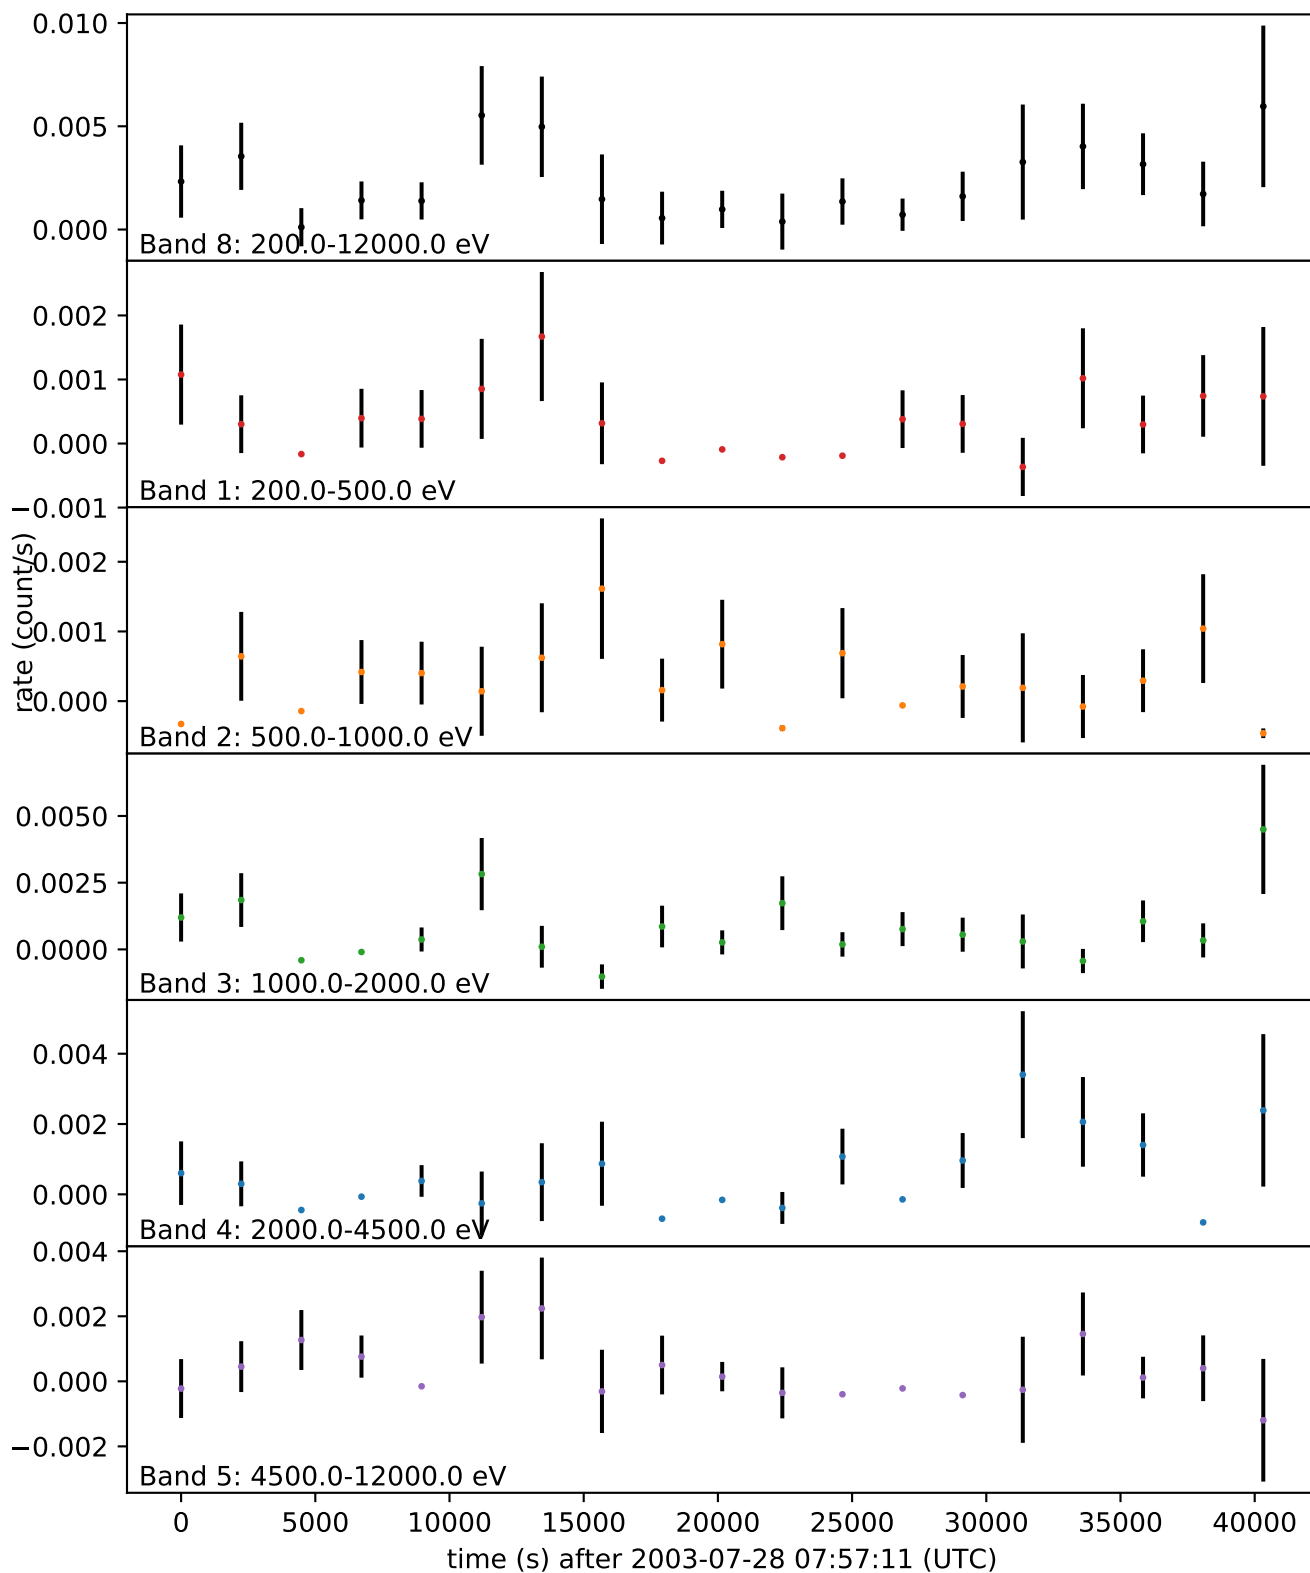 0.010
0.005
0.000
Band 8: 200.0-12000.0 eV
0.002
0.001
0.000
−0.001
Band 1: 200.0-500.0 eV
rate (count/s)
0.002
0.001
0.000
Band 2: 500.0-1000.0 eV
0.0050
0.0025
0.0000
Band 3: 1000.0-2000.0 eV
0.004
0.002
0.000
Band 4: 2000.0-4500.0 eV
0.004
0.002
0.000
−0.002
Band 5: 4500.0-12000.0 eV
0 5000 10000 15000 20000 25000 30000 35000 40000
time (s) after 2003-07-28 07:57:11 (UTC)